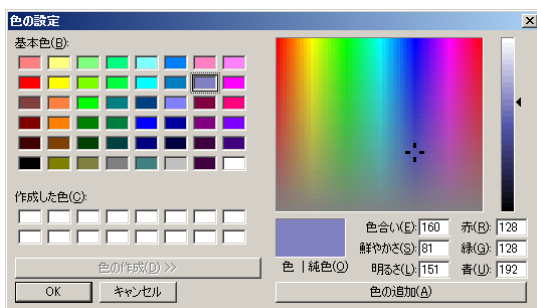 色の設定
基本色(B):
作成した色(C):
色の作成(D) >>
OK キャンセル
色 | 純色(O)
色合い(E): 160 赤(R): 128
鮮やかさ(S): 81 緑(G): 128
明るさ(L): 151 青(U): 192
色の追加(A)